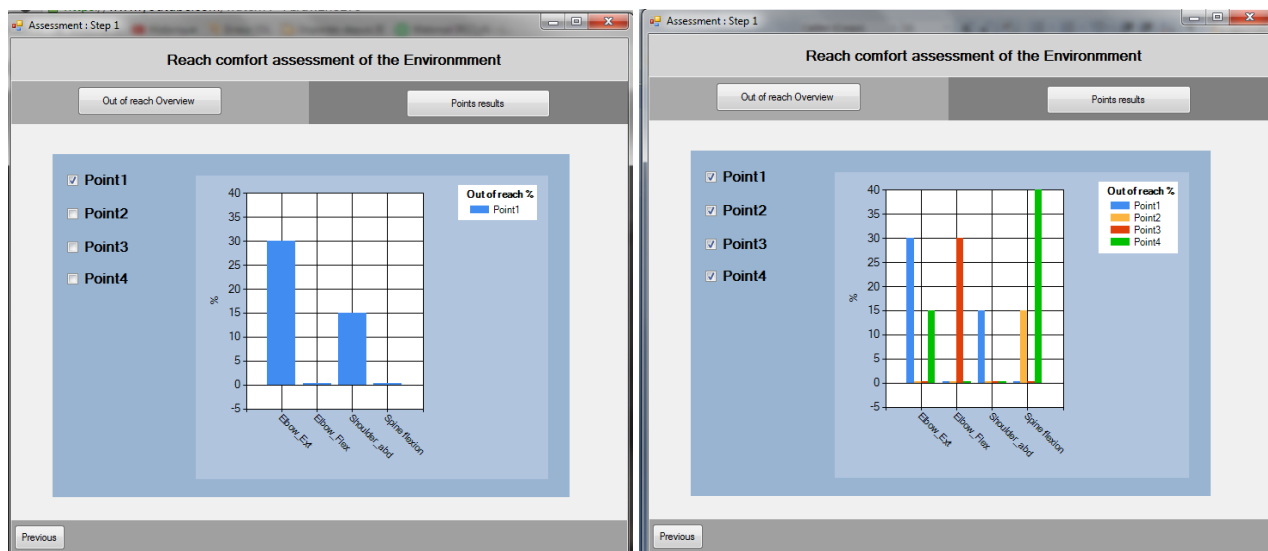 Assessment : Step 1
Reach comfort assessment of the Environmment
Out of reach Overview
Points results
Point1
Point2
Point3
Point4
40
35
30
25
20
15
10
5
0
-5
%
Elbow_Ext
Elbow_Flex
Shoulder_abd
Spine flexion
Out of reach %
Point1
Previous
Assessment : Step 1
Reach comfort assessment of the Environmment
Out of reach Overview
Points results
Point1
Point2
Point3
Point4
40
35
30
25
20
15
10
5
0
-5
%
Elbow_Ext
Elbow_Flex
Shoulder_abd
Spine flexion
Out of reach %
Point1
Point2
Point3
Point4
Previous